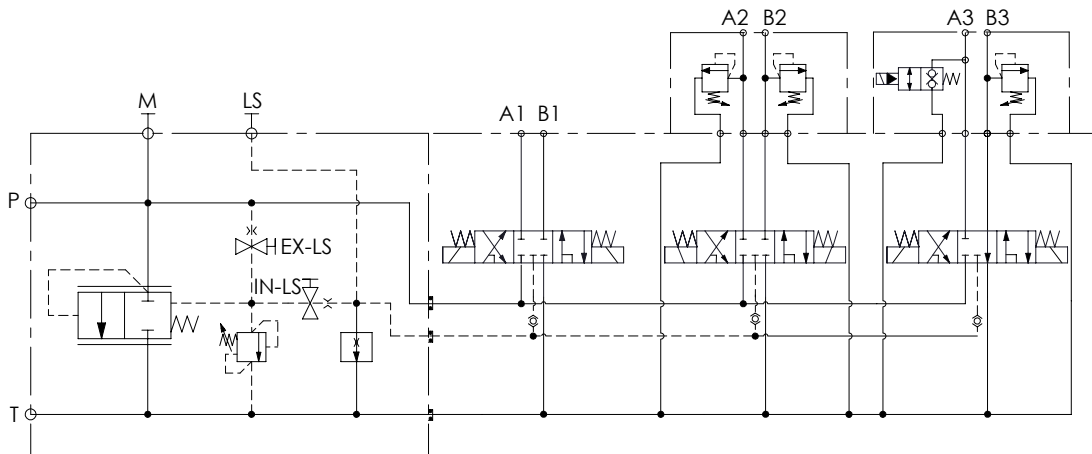 A2 B2
A3 B3
M
LS
A1 B1
P
EX-LS
IN-LS
T